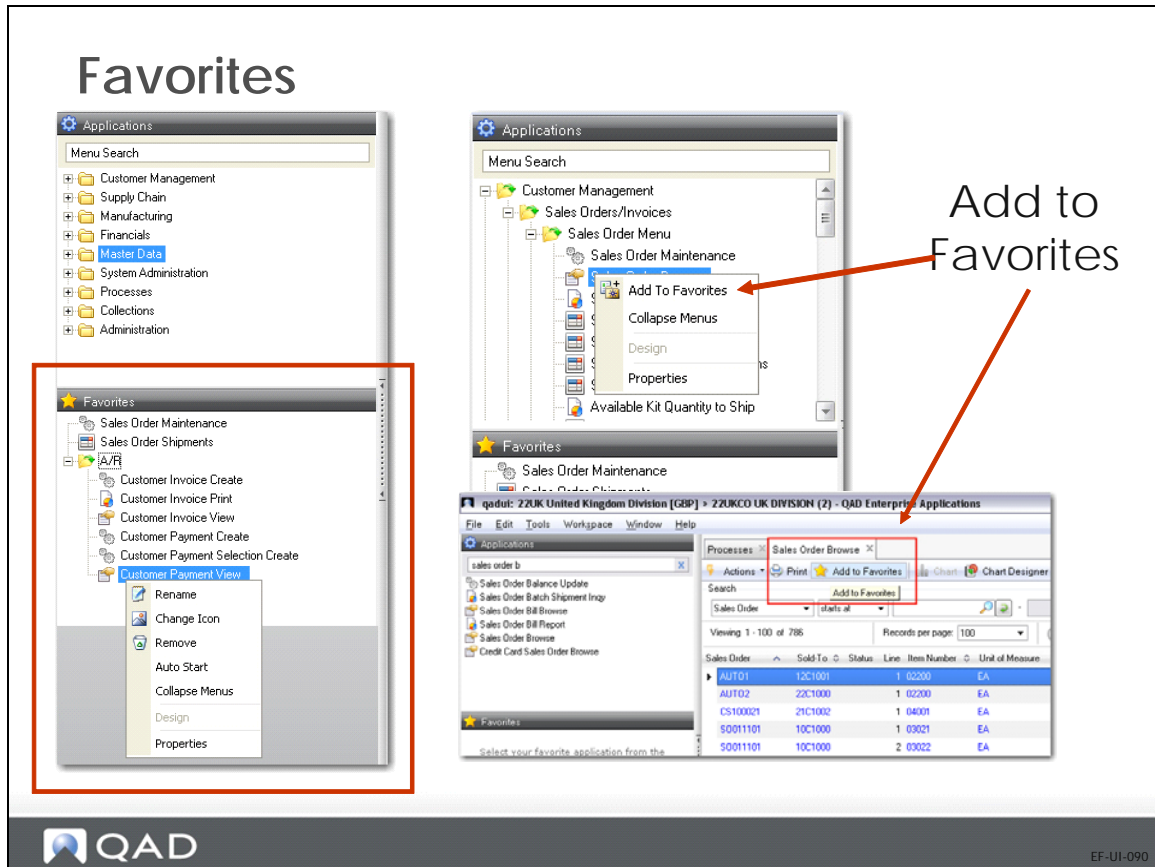 Favorites
Applications
Menu Search
Customer Management
Supply Chain
Manufacturing
Financials
Master Data
System Administration
Processes
Collections
Administration
Favorites
Sales Order Maintenance
Sales Order Shipments
A/R
Customer Invoice Create
Customer Invoice Print
Customer Invoice View
Customer Payment Create
Customer Payment Selection Create
Customer Payment View
Rename
Change Icon
Remove
Auto Start
Collapse Menus
Design
Properties
Applications
Menu Search
Customer Management
Sales Orders/Invoices
Sales Order Menu
Sales Order Maintenance
Add To Favorites
Collapse Menus
Design
Properties
Available Kit Quantity to Ship
Favorites
Sales Order Maintenance
Add to
Favorites
qadui: 22UK United Kingdom Division [GBP] > 22UKCO UK DIVISION (2) - QAD Enterprise Applications
File Edit Tools Workspace Window Help
Applications
sales order b X
Sales Order Balance Update
Sales Order Batch Shipment Inqy
Sales Order Bill Browse
Sales Order Bill Report
Sales Order Browse
Credit Card Sales Order Browse
Favorites
Select your favorite application from the
Processes X Sales Order Browse X
Actions Print Add to Favorites Chart Chart Designer
Add to Favorites
Search
Sales Order starts at
Viewing 1 - 100 of 786 Records per page: 100
Sales Order Sold-To Status Line Item Number Unit of Measure
AUTO1 12C1001 1 02200 EA
AUTO2 22C1000 1 02200 EA
CS100021 21C1002 1 04001 EA
SO011101 10C1000 1 03021 EA
SO011101 10C1000 2 03022 EA
QAD
EF-UI-090